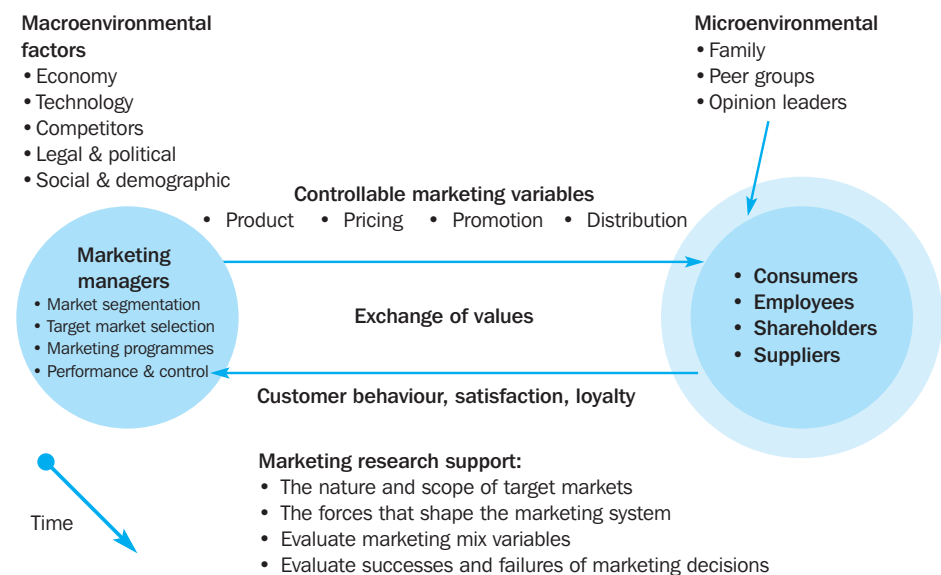 Macroenvironmental
factors
• Economy
• Technology
• Competitors
• Legal & political
• Social & demographic
Microenvironmental
• Family
• Peer groups
• Opinion leaders
Controllable marketing variables
• Product • Pricing • Promotion • Distribution
Marketing
managers
• Market segmentation
• Target market selection
• Marketing programmes
• Performance & control
Exchange of values
• Consumers
• Employees
• Shareholders
• Suppliers
Customer behaviour, satisfaction, loyalty
Time
Marketing research support:
• The nature and scope of target markets
• The forces that shape the marketing system
• Evaluate marketing mix variables
• Evaluate successes and failures of marketing decisions